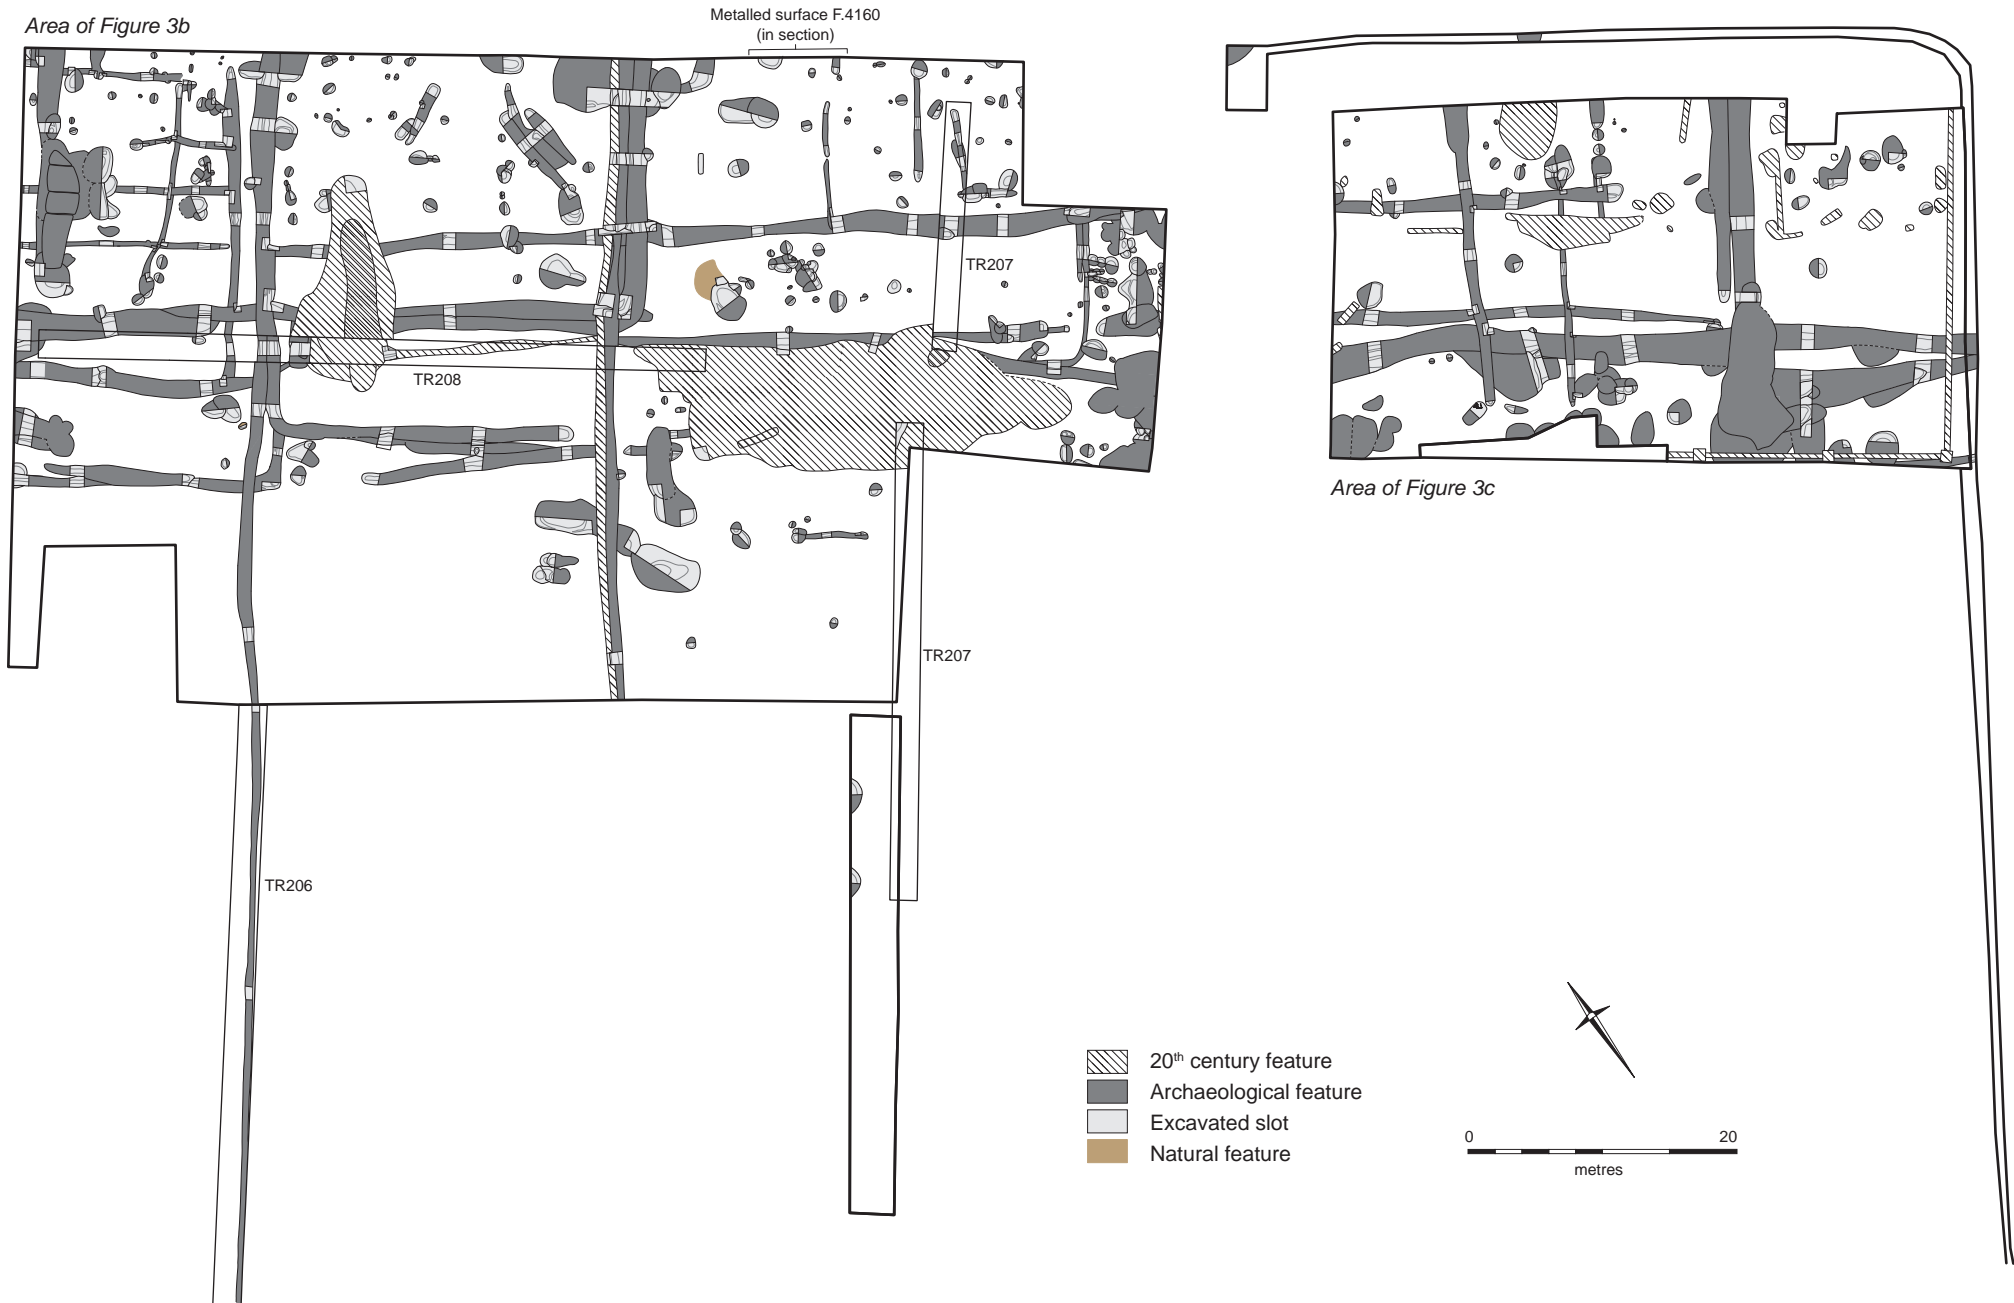 Area of Figure 3b
Metalled surface F.4160
(in section)
TR207
TR208
Area of Figure 3c
TR207
TR206
20th century feature
Archaeological feature
Excavated slot
Natural feature
0 20
metres